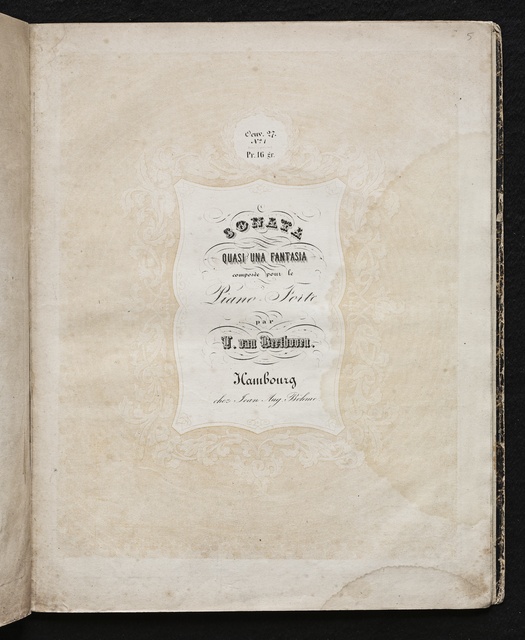 5
Oeuv. 27.
No. 1
Pr. 16 gr.
SONATA
QUASI UNA FANTASIA
composée pour le
Piano-Forte
par
L. van Beethoven.
Hambourg
chez Jean Aug. Böhme